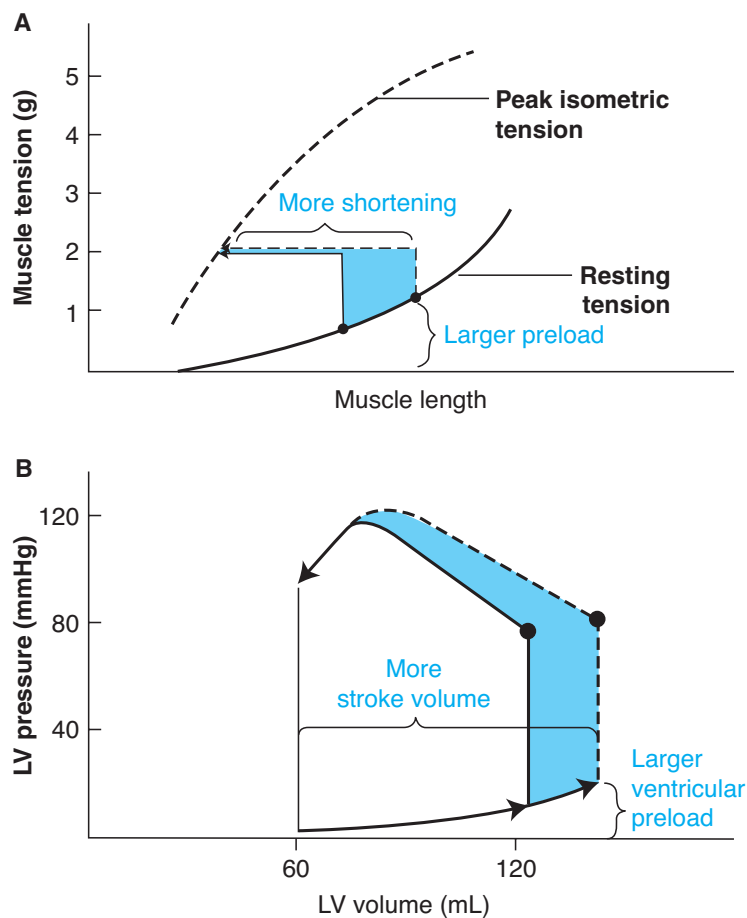 A
Muscle tension (g)
5
4
3
2
1
Peak isometric
tension
More shortening
Resting
tension
Larger preload
Muscle length
B
LV pressure (mmHg)
120
80
40
More
stroke volume
Larger
ventricular
preload
60
120
LV volume (mL)